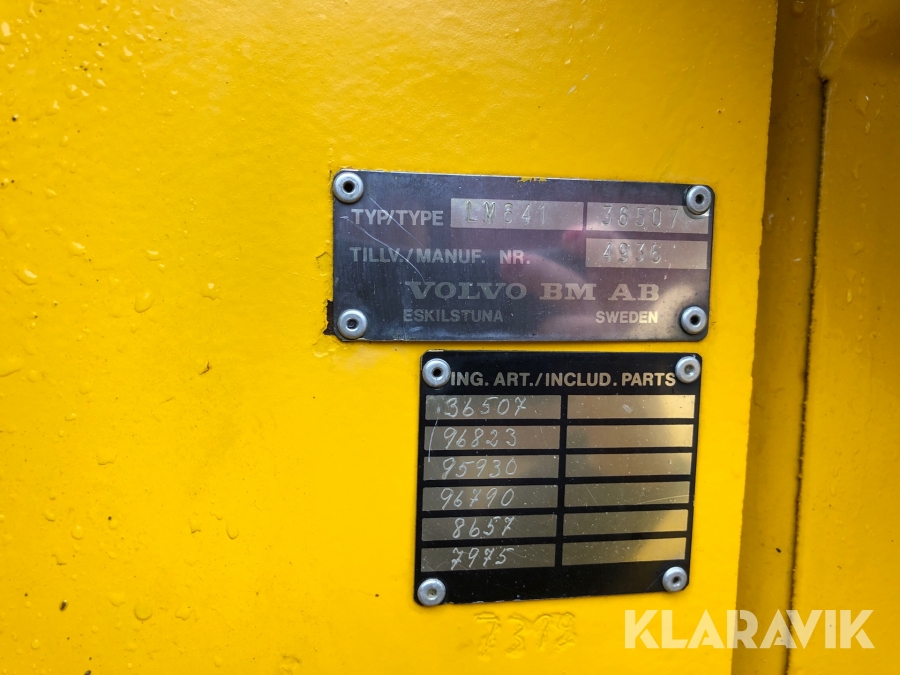 TYP/TYPE LM641 36507
TILLV./MANUF. NR. 4936
VOLVO BM AB
ESKILSTUNA SWEDEN
ING. ART./INCLUD. PARTS
36507
96823
95930
96790
8657
7975
KLARAVIK